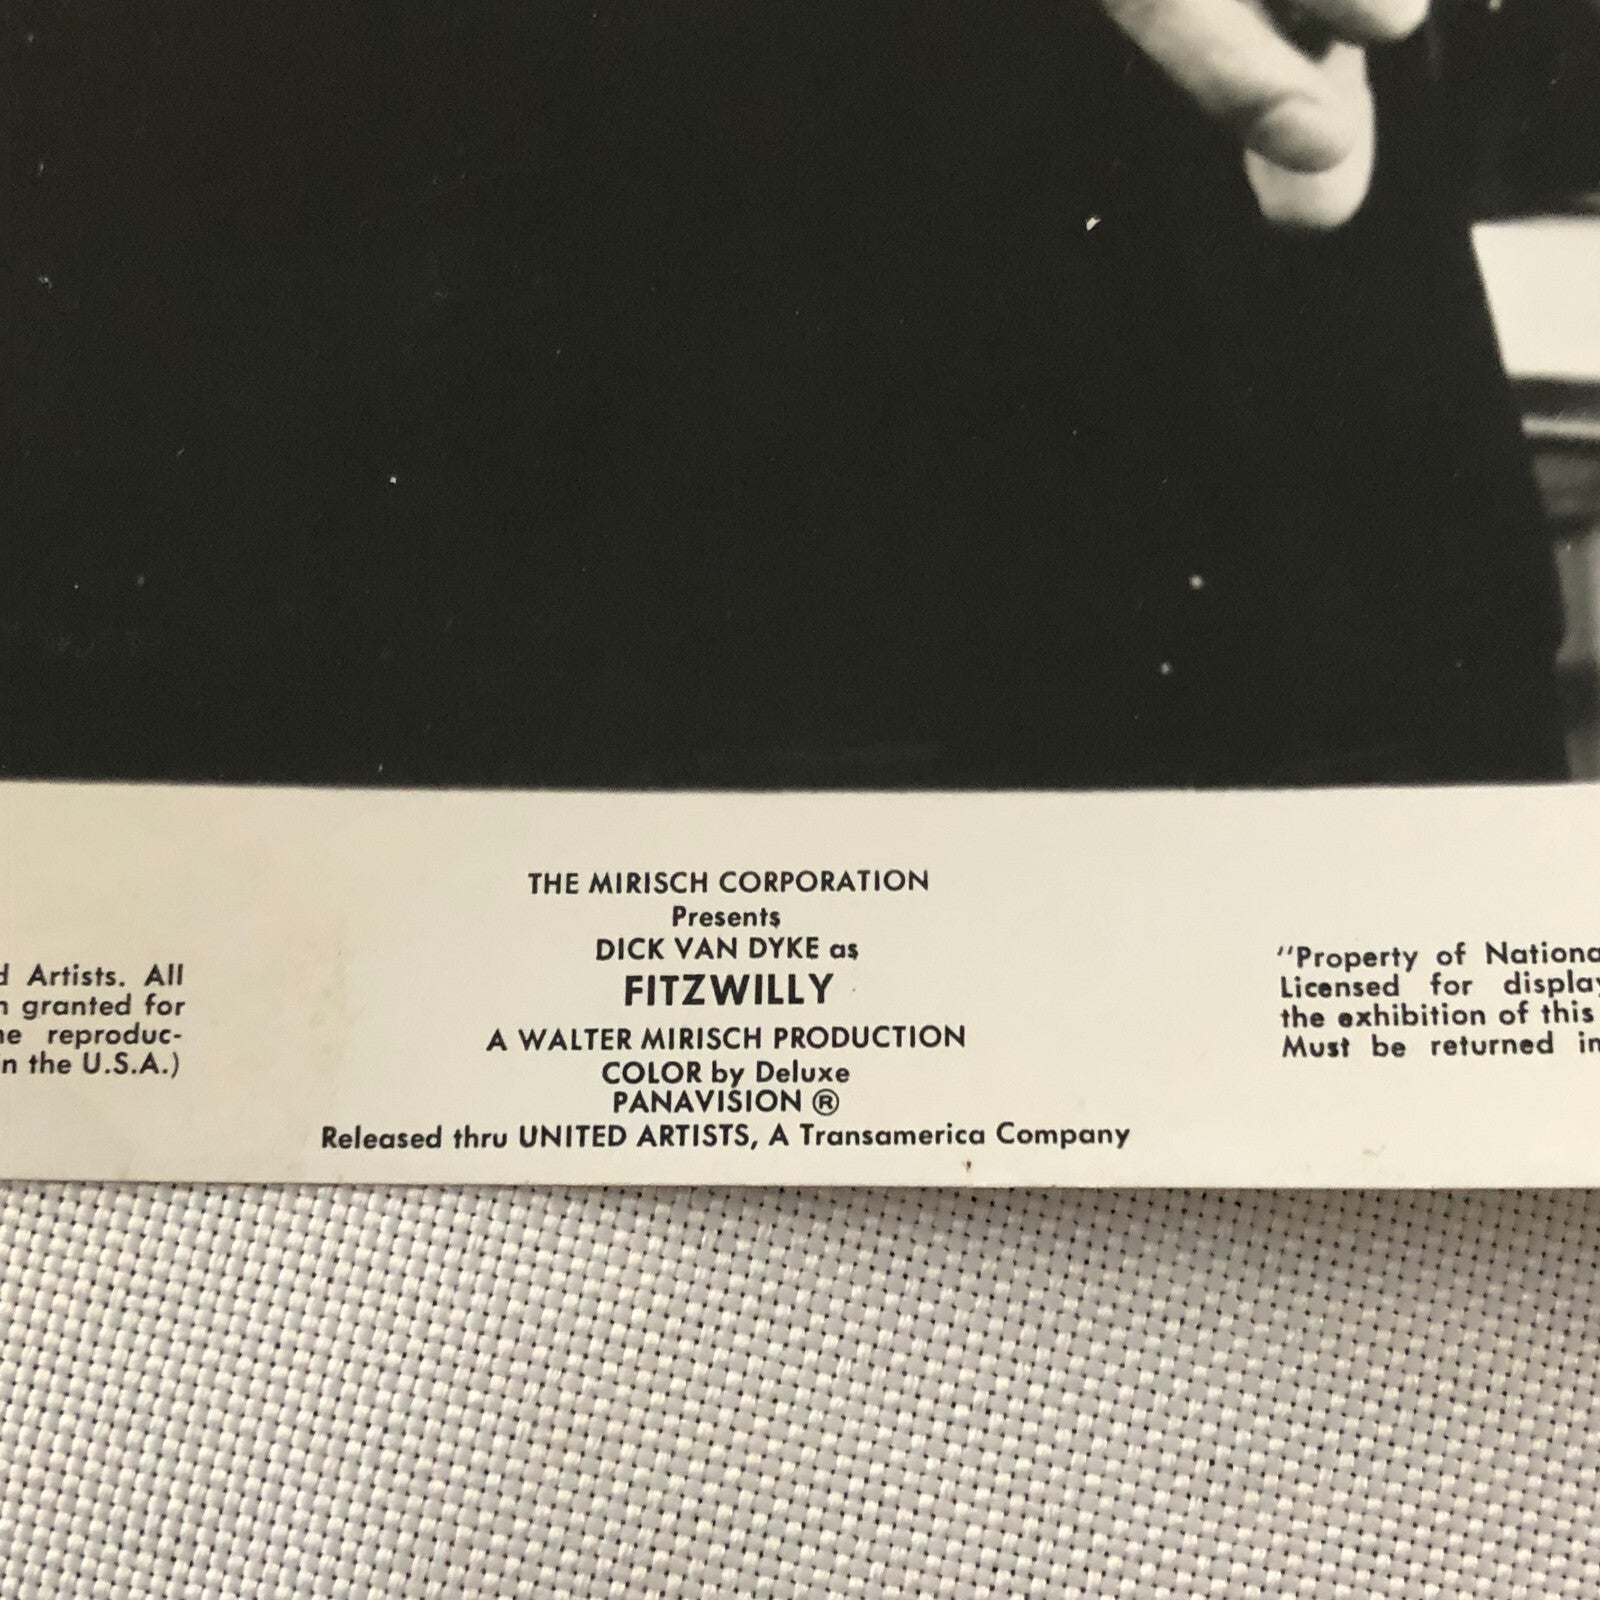 Artists. All
granted for
reproduc-
the U.S.A.)
THE MIRISCH CORPORATION
Presents
DICK VAN DYKE as
FITZWILLY
A WALTER MIRISCH PRODUCTION
COLOR by Deluxe
PANAVISION ®
Released thru UNITED ARTISTS, A Transamerica Company
"Property of
Licensed for display
the exhibition of this
Must be returned